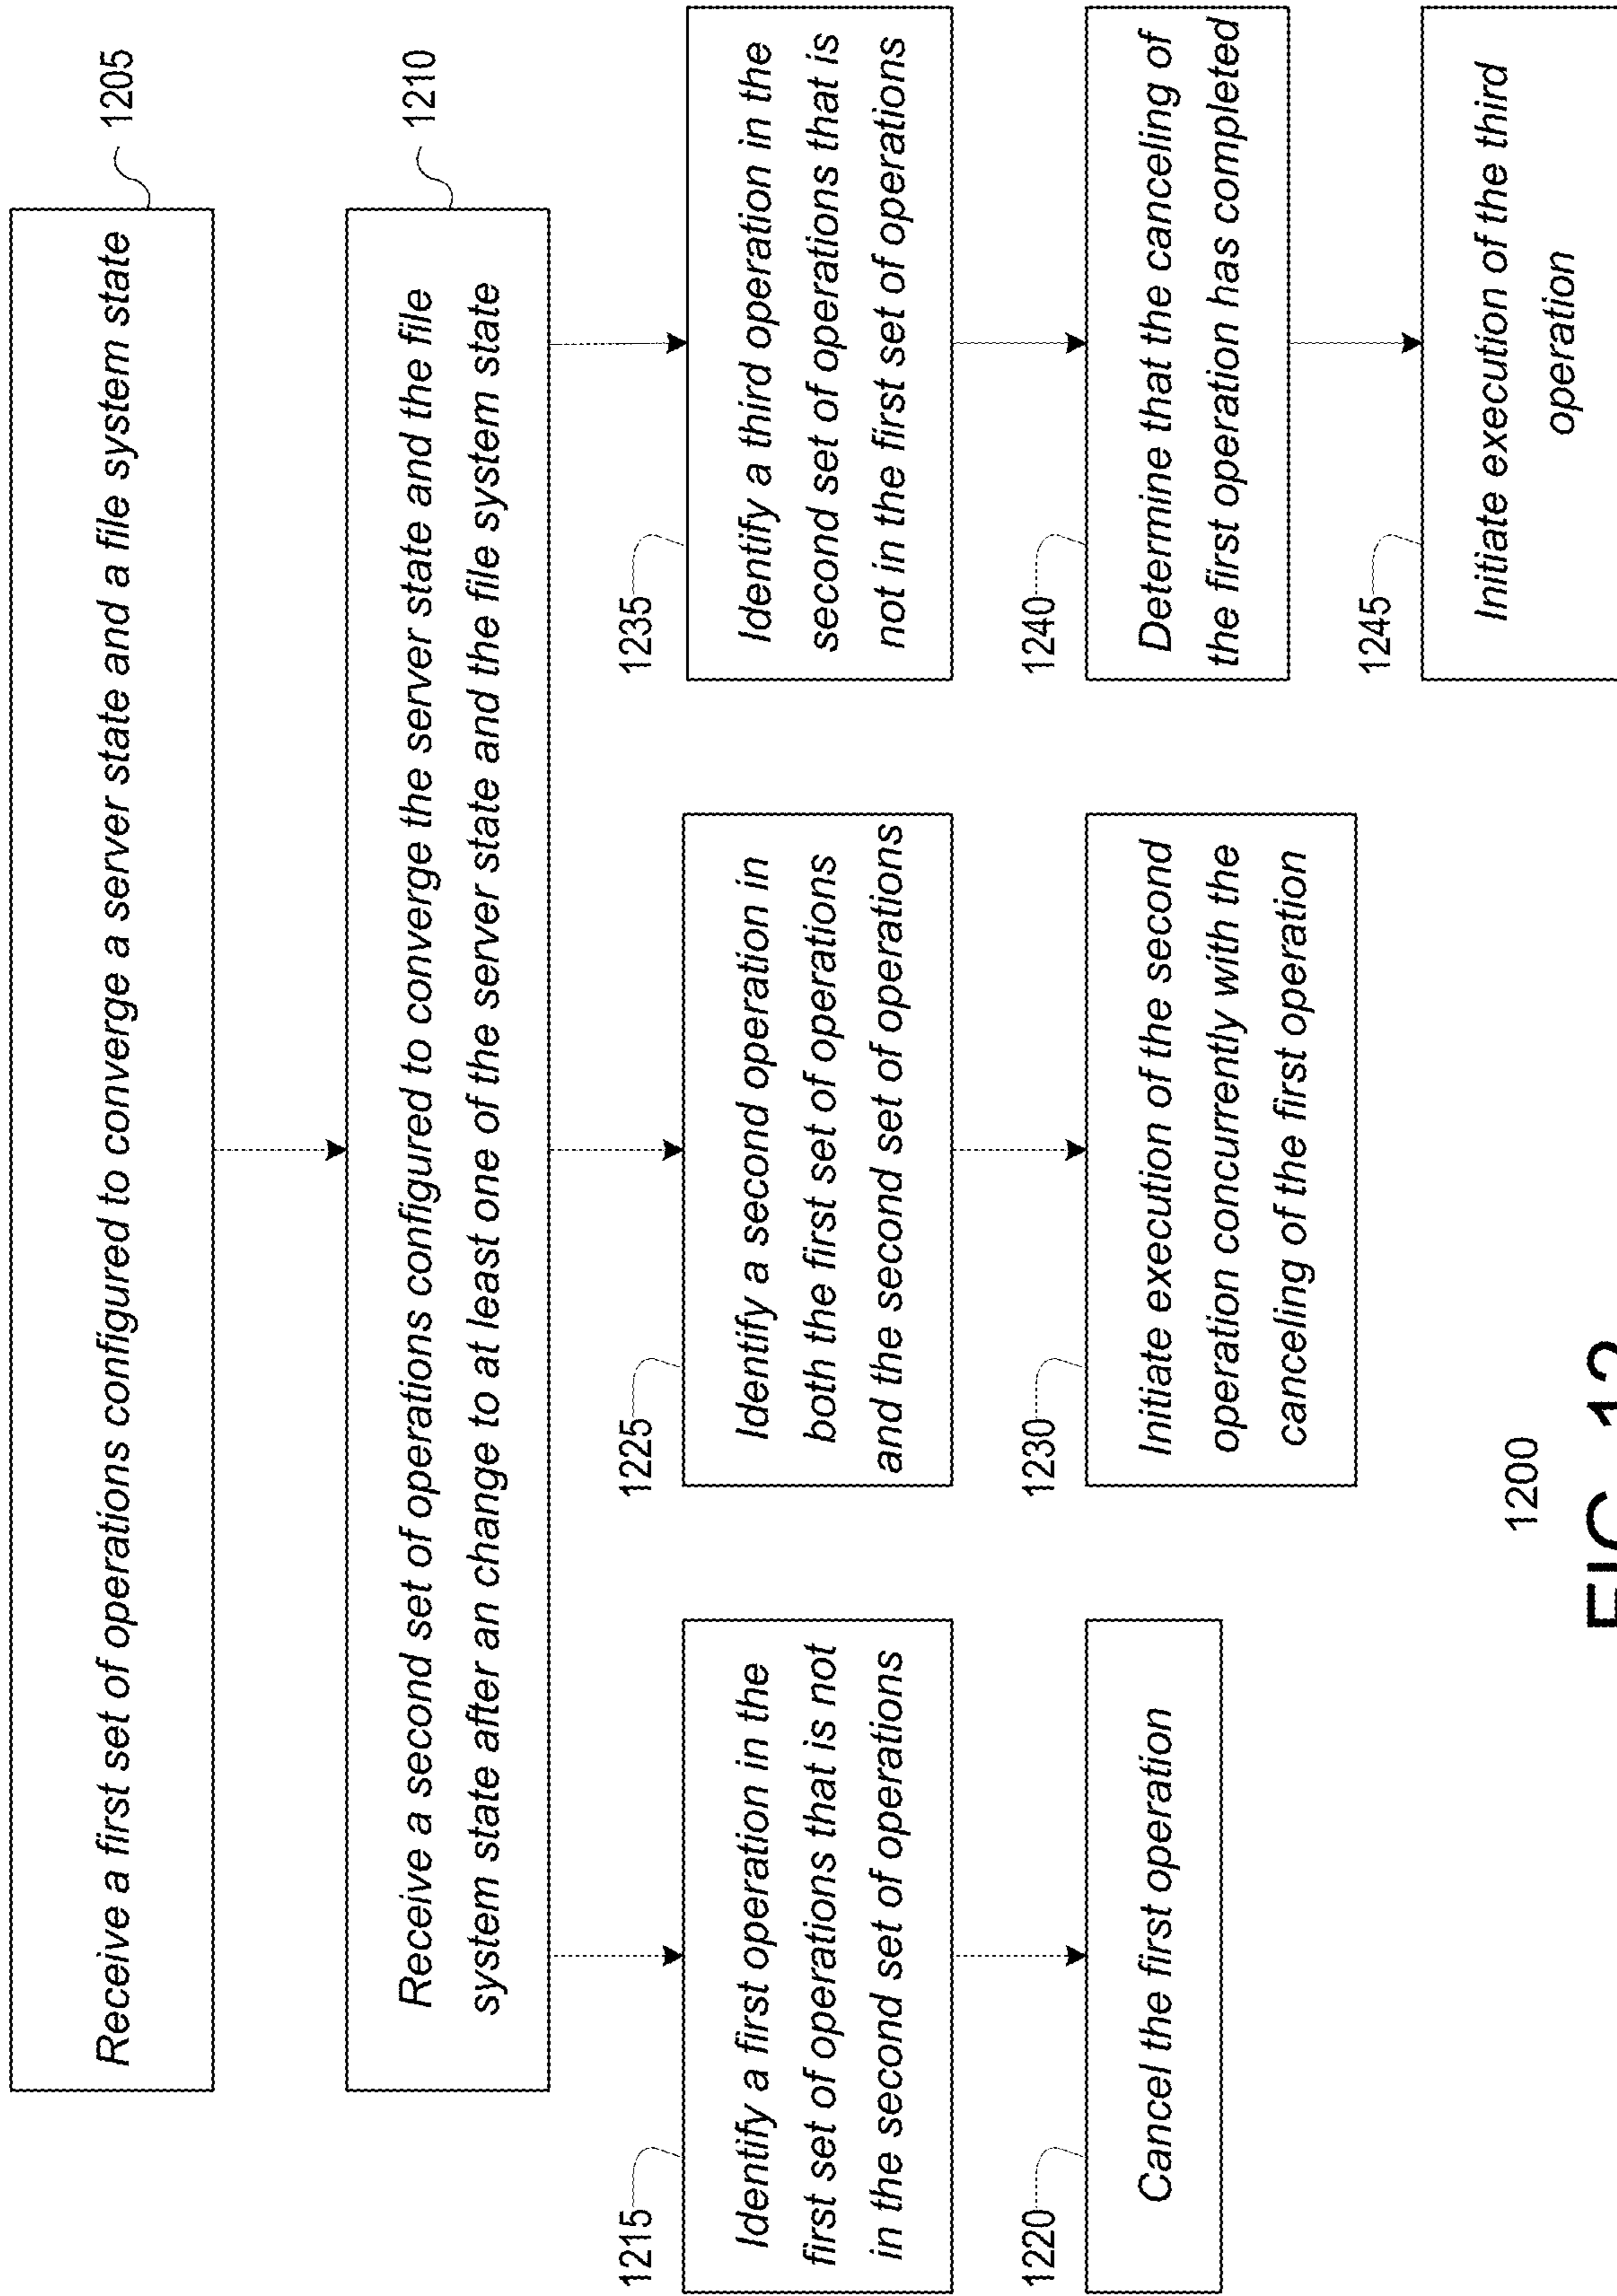 Receive a first set of operations configured to converge a server state and a file system state
1205
Receive a second set of operations configured to converge the server state and the file
system state after an change to at least one of the server state and the file system state
1210
1215
Identify a first operation in the
first set of operations that is not
in the second set of operations
1220
Cancel the first operation
1225
Identify a second operation in
both the first set of operations
and the second set of operations
1230
Initiate execution of the second
operation concurrently with the
canceling of the first operation
1235
Identify a third operation in the
second set of operations that is
not in the first set of operations
1240
Determine that the canceling of
the first operation has completed
1245
Initiate execution of the third
operation
1200
FIG. 12